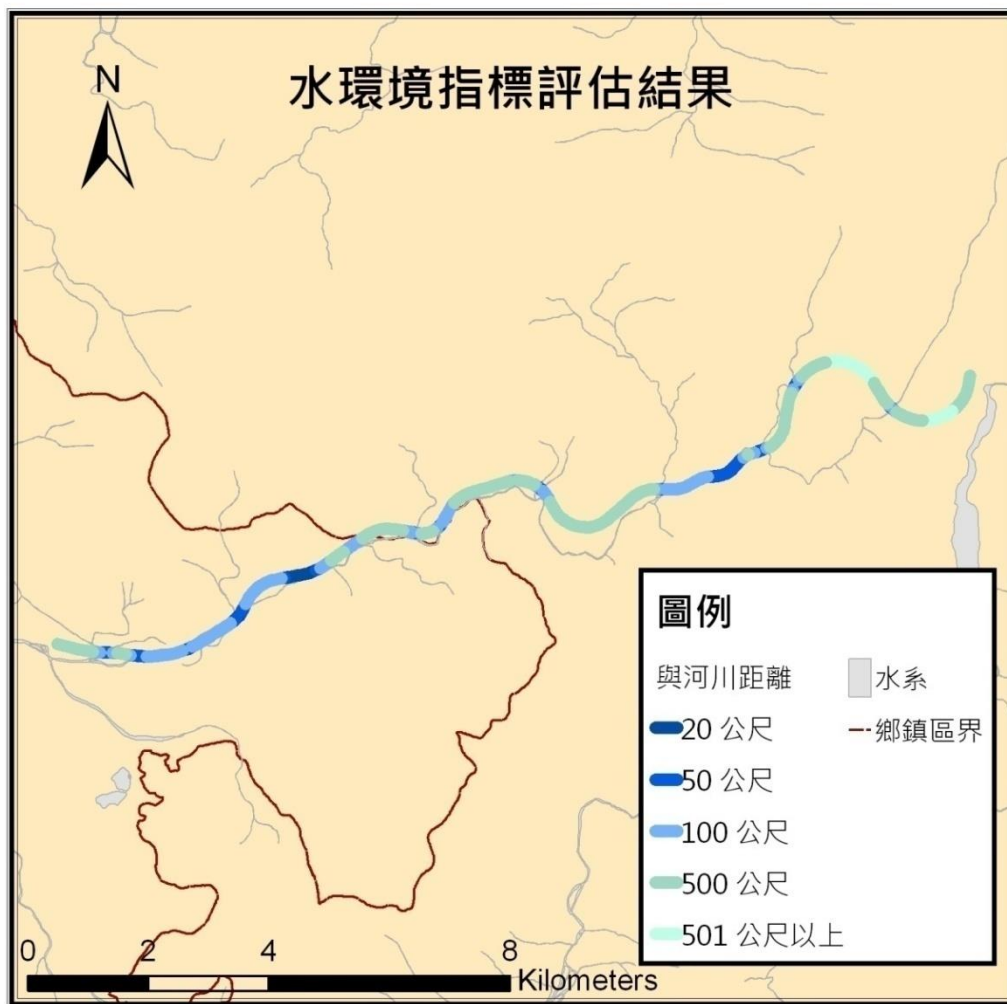 水環境指標評估結果
N
圖例
與河川距離
水系
20 公尺
鄉鎮區界
50 公尺
100 公尺
500 公尺
501 公尺以上
0 2 4 8
Kilometers